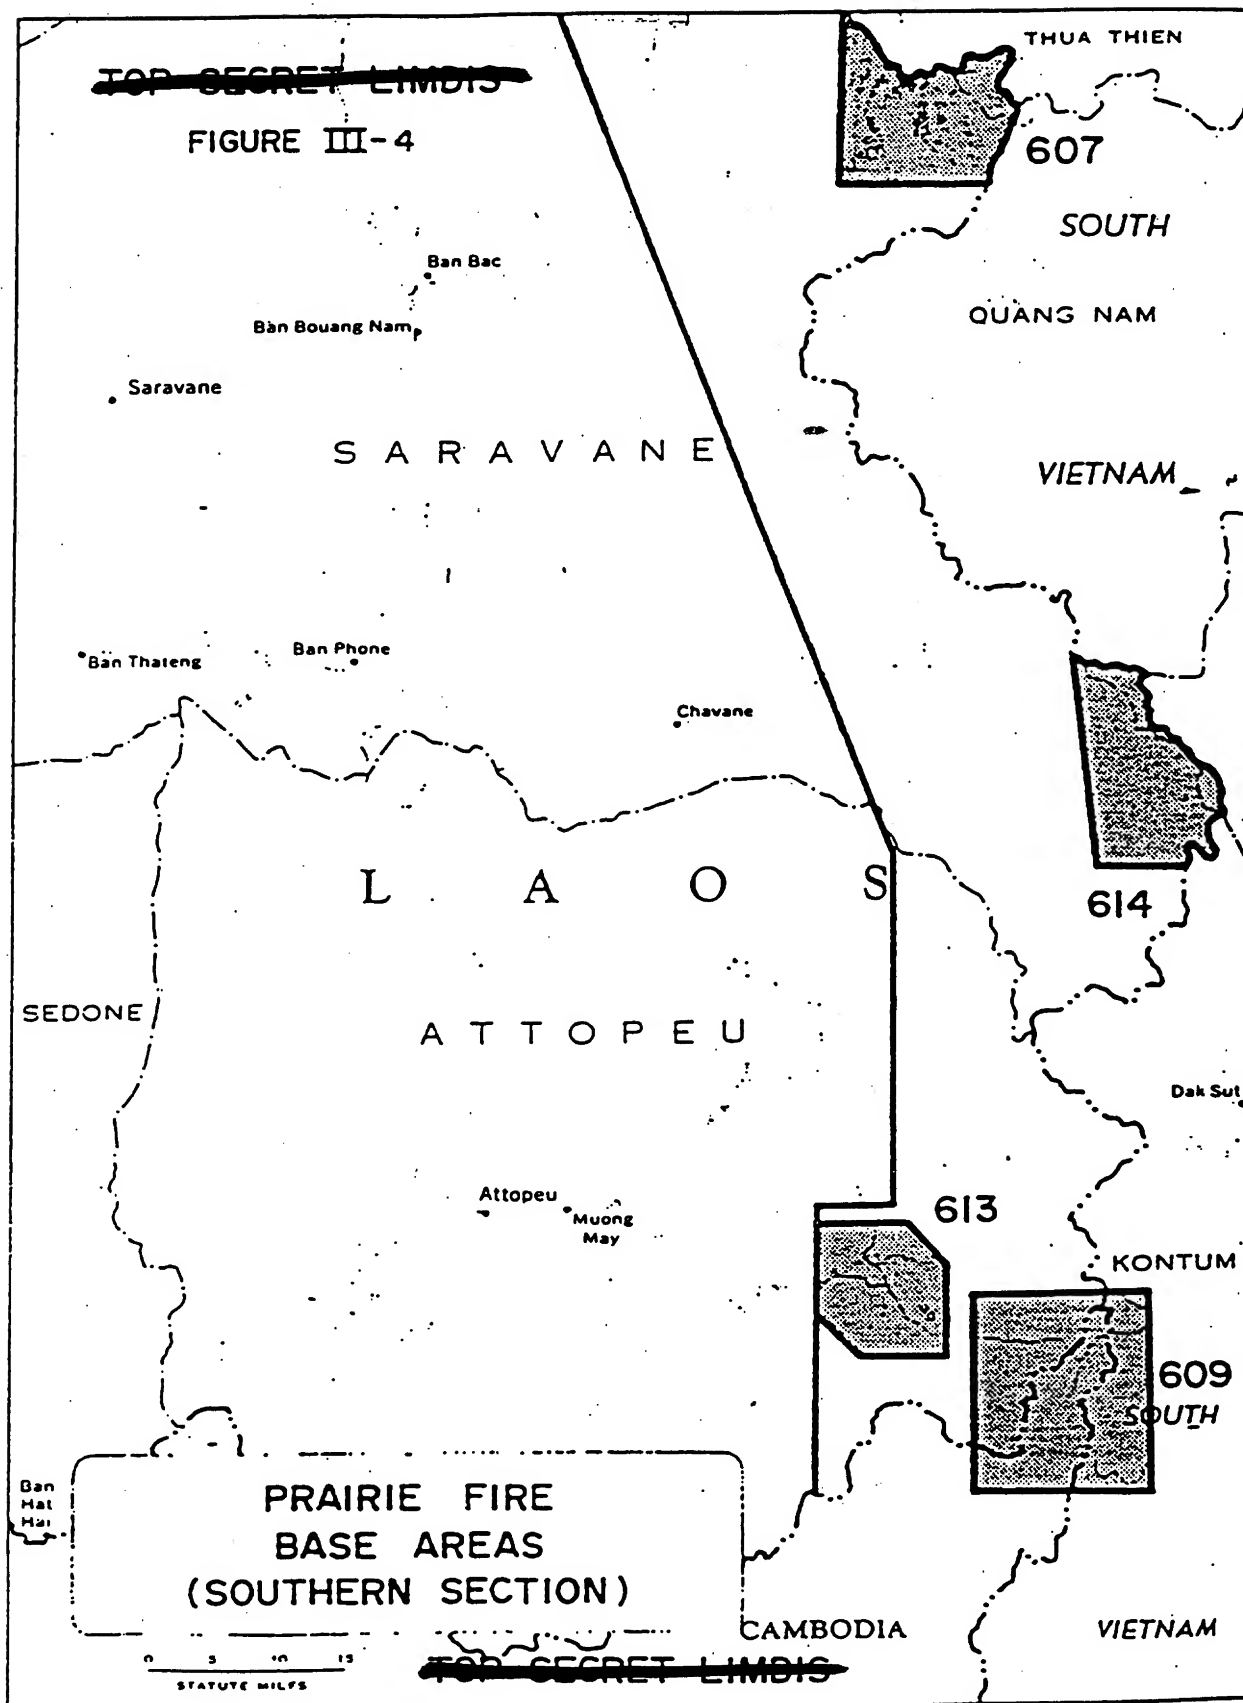 THUA THIEN
TOP SECRET LIMDIS
FIGURE III-4
607
SOUTH
Ban Bac
QUANG NAM
Ban Bouang Nam
Saravane
SARAVANE
VIETNAM
Ban Phone
Ban Thateng
Chavane
LAOS
614
SEDONE
ATTOPEU
Dak Sut
Attopeu
613
Muong
May
KONTUM
609
SOUTH
Ban
Hat
Hai
PRAIRIE FIRE
BASE AREAS
(SOUTHERN SECTION)
CAMBODIA
VIETNAM
0 5 10 15
STATUTE MILES
TOP SECRET LIMDIS